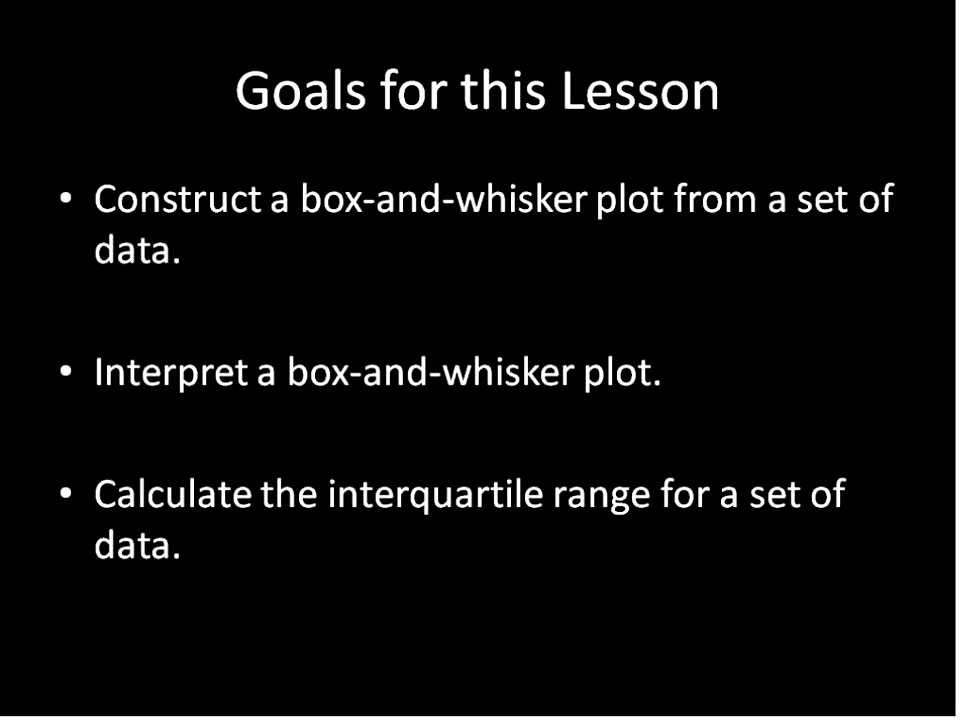 Goals for this Lesson
• Construct a box-and-whisker plot from a set of
data.
• Interpret a box-and-whisker plot.
• Calculate the interquartile range for a set of
data.